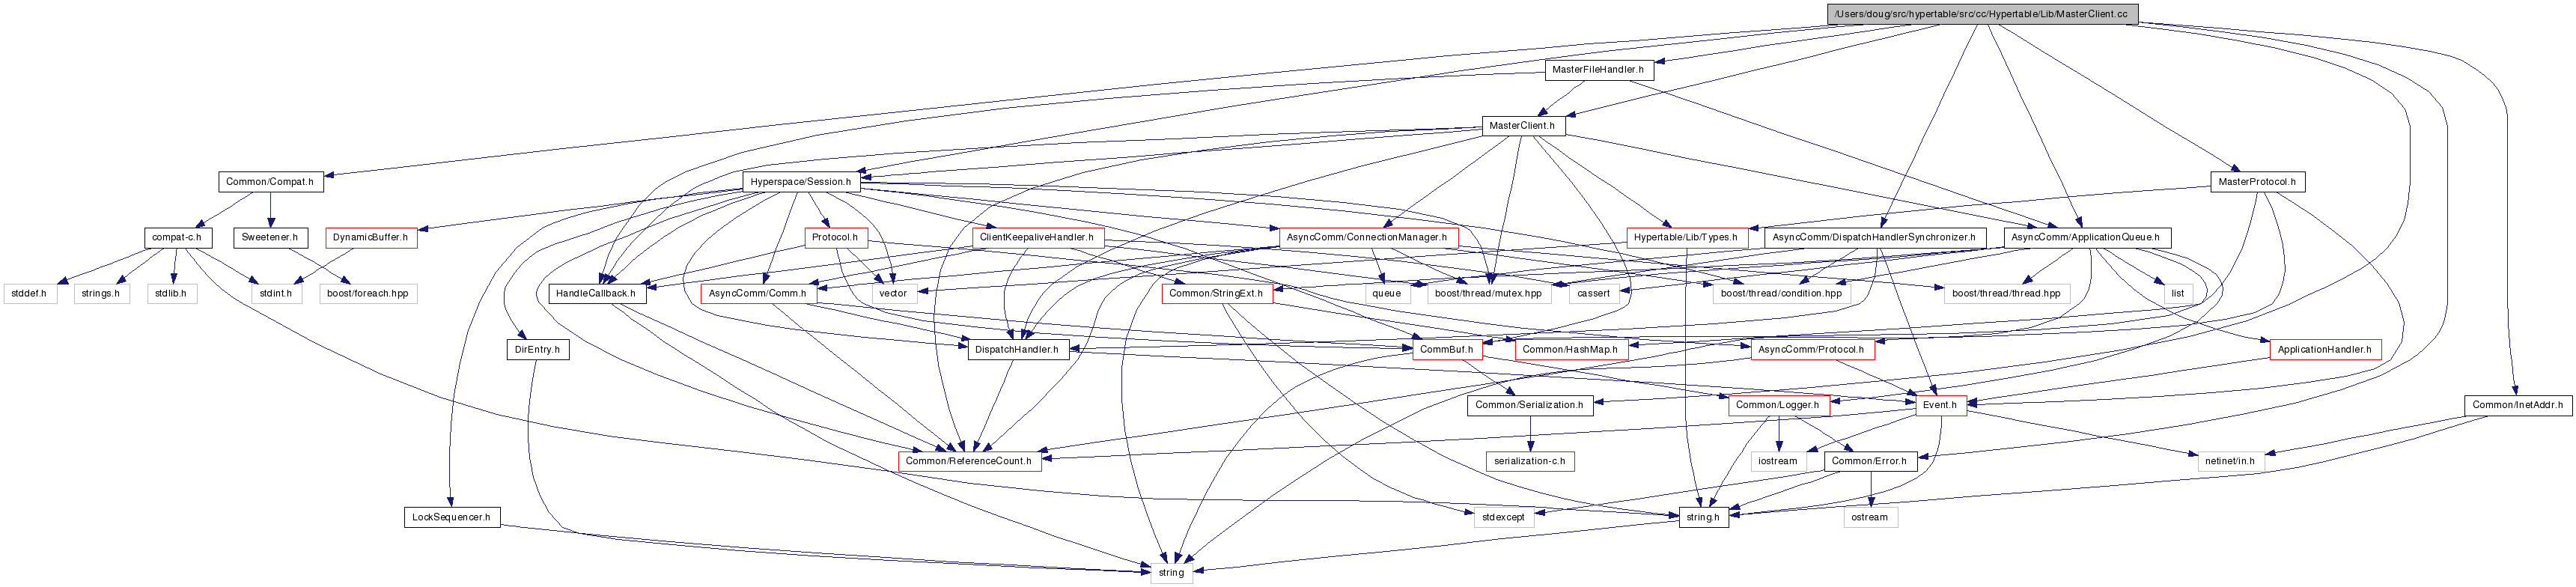 /Users/doug/src/hypertable/src/cc/Hypertable/Lib/MasterClient.cc
MasterFileHandler.h
MasterClient.h
Common/Compat.h
Hyperspace/Session.h
MasterProtocol.h
compat-c.h
Sweetener.h
DynamicBuffer.h
Protocol.h
ClientKeepaliveHandler.h
AsyncComm/ConnectionManager.h
Hypertable/Lib/Types.h
AsyncComm/DispatchHandlerSynchronizer.h
AsyncComm/ApplicationQueue.h
stddef.h
strings.h
stdlib.h
stdint.h
boost/foreach.hpp
HandleCallback.h
AsyncComm/Comm.h
vector
Common/StringExt.h
queue
boost/thread/mutex.hpp
cassert
boost/thread/condition.hpp
boost/thread/thread.hpp
list
DirEntry.h
DispatchHandler.h
CommBuf.h
Common/HashMap.h
AsyncComm/Protocol.h
ApplicationHandler.h
Common/Serialization.h
Common/Logger.h
Event.h
Common/InetAddr.h
Common/ReferenceCount.h
serialization-c.h
iostream
Common/Error.h
netinet/in.h
LockSequencer.h
stdexcept
string.h
ostream
string